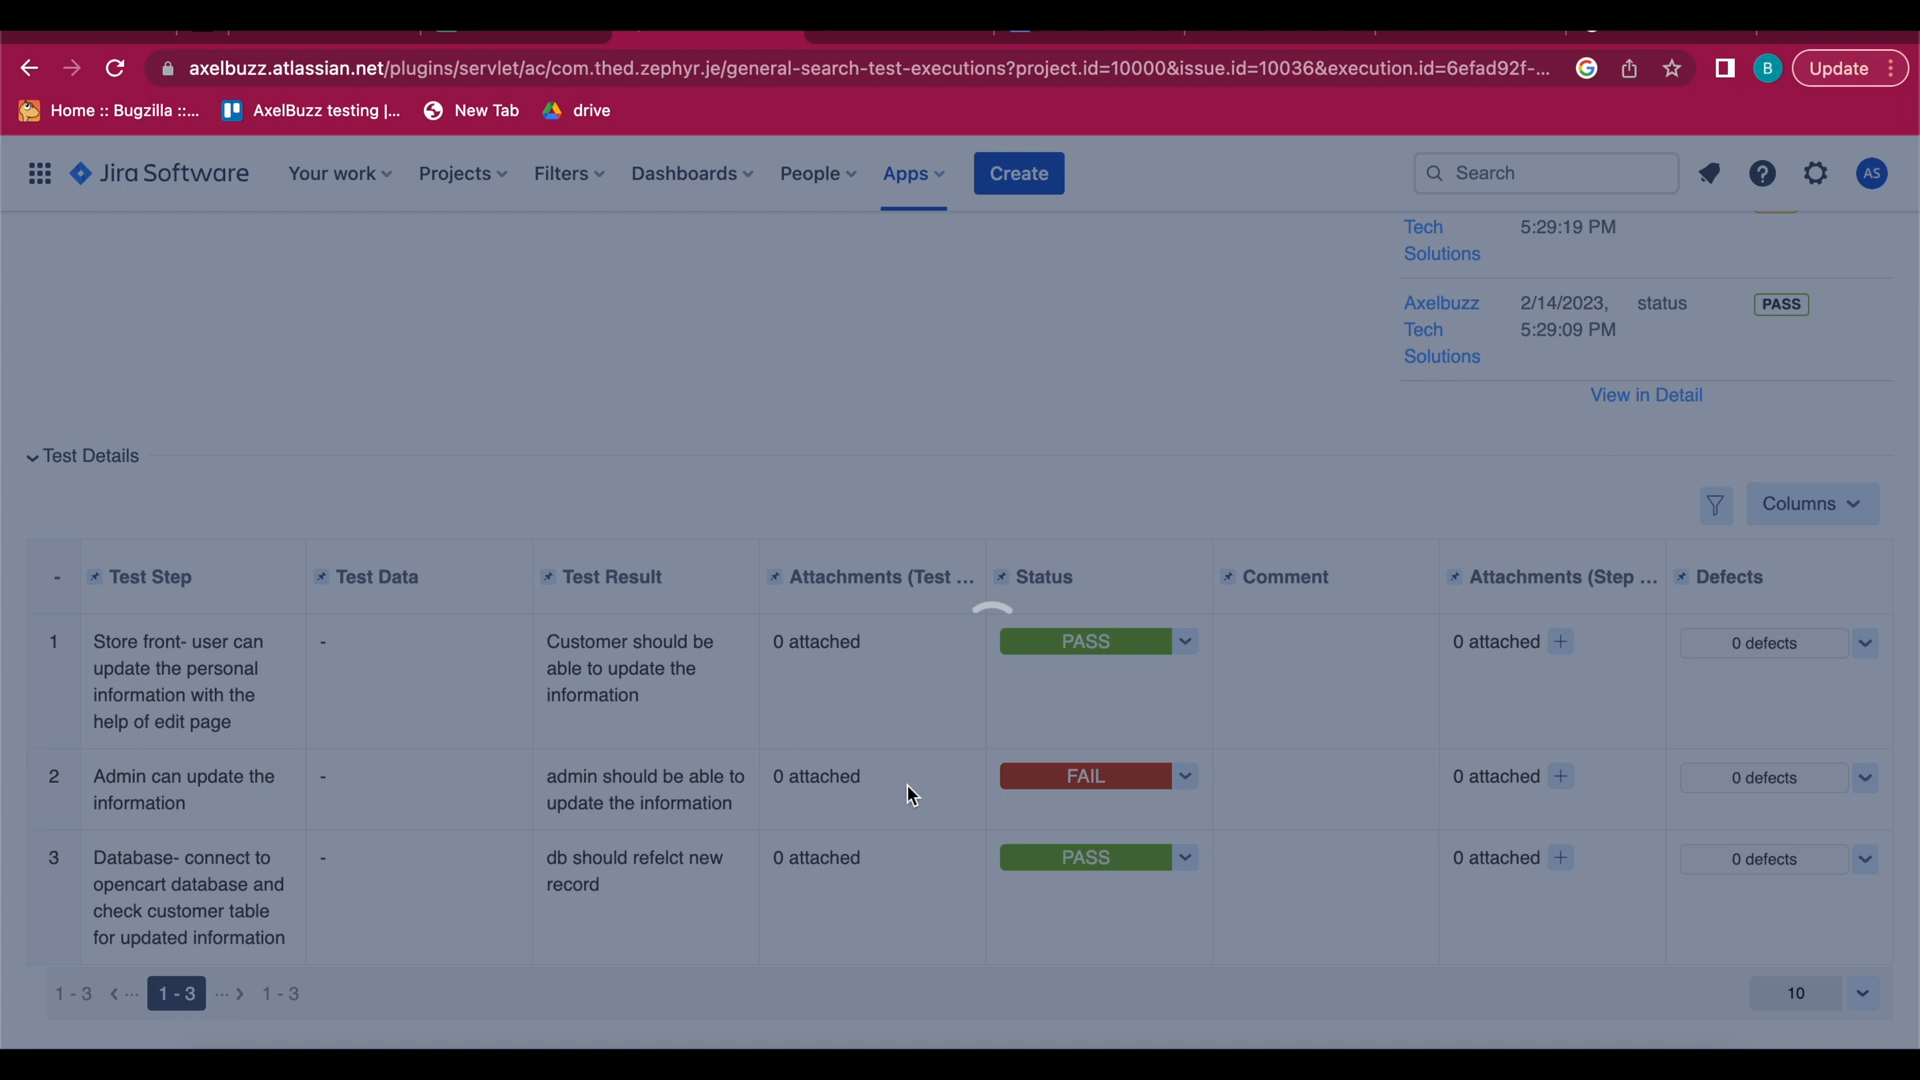 axelbuzz.atlassian.net/plugins/servlet/ac/com.thed.zephyr.je/general-search-test-executions?project.id=10000&issue.id=10036&execution.id=6efad92f-...
B
Update
Home :: Bugzilla ::...
AxelBuzz testing |...
New Tab
drive
Jira Software
Your work
Projects
Filters
Dashboards
People
Apps
Create
Search
AS
Tech 5:29:19 PM
Solutions
Axelbuzz 2/14/2023, status PASS
Tech 5:29:09 PM
Solutions
View in Detail
Test Details
Columns
- Test Step Test Data Test Result Attachments (Test ... Status Comment Attachments (Step ... Defects
1 Store front- user can - Customer should be 0 attached PASS 0 attached + 0 defects
update the personal able to update the
information with the information
help of edit page
2 Admin can update the - admin should be able to 0 attached FAIL 0 attached + 0 defects
information update the information
3 Database- connect to - db should refelct new 0 attached PASS 0 attached + 0 defects
opencart database and record
check customer table
for updated information
1 - 3 < ... 1 - 3 ... > 1 - 3 10